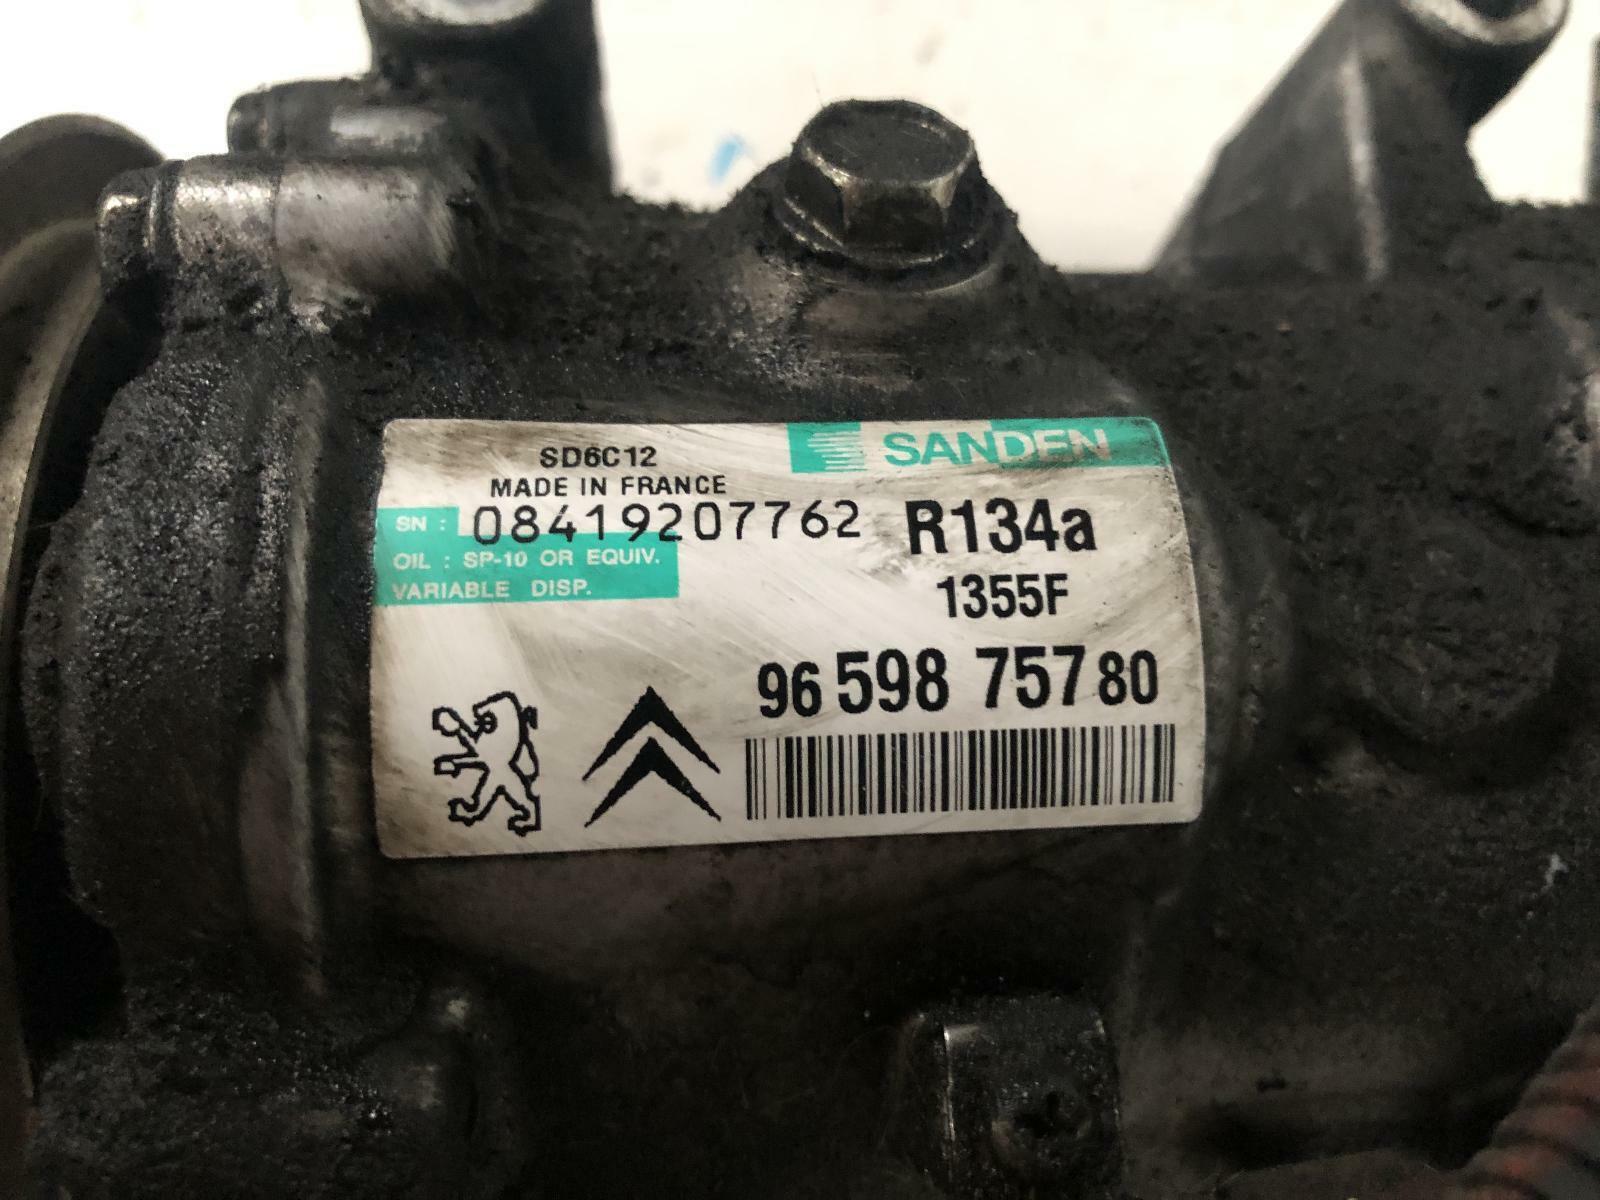 SANDEN
SD6C12
MADE IN FRANCE
SN : 08419207762
R134a
OIL : SP-10 OR EQUIV.
VARIABLE DISP.
1355F
96 598 757 80